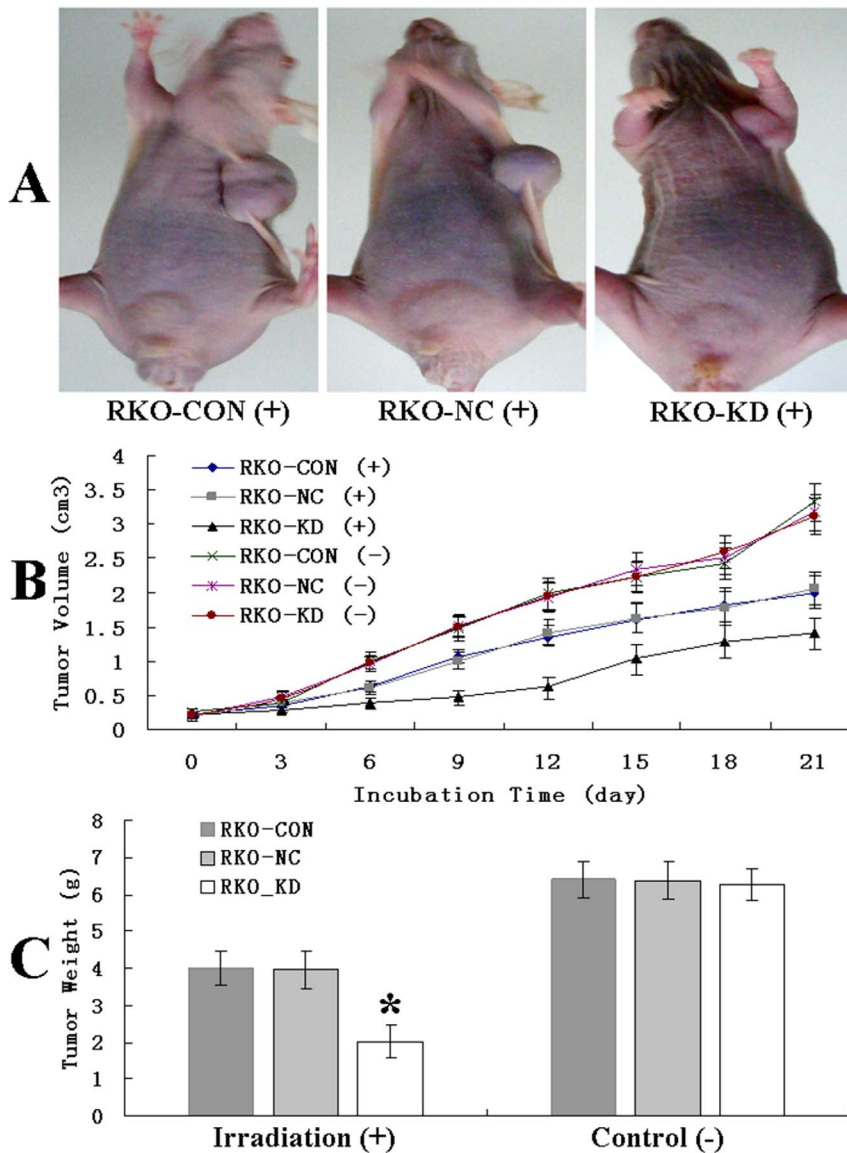 A
RKO-CON (+)
RKO-NC (+)
RKO-KD (+)
B
Tumor Volume (cm3)
4
3.5
3
2.5
2
1.5
1
0.5
0
RKO-CON (+)
RKO-NC (+)
RKO-KD (+)
RKO-CON (-)
RKO-NC (-)
RKO-KD (-)
0 3 6 9 12 15 18 21
Incubation Time (day)
C
Tumor Weight (g)
8
7
6
5
4
3
2
1
0
RKO-CON
RKO-NC
RKO_KD
*
Irradiation (+)
Control (-)